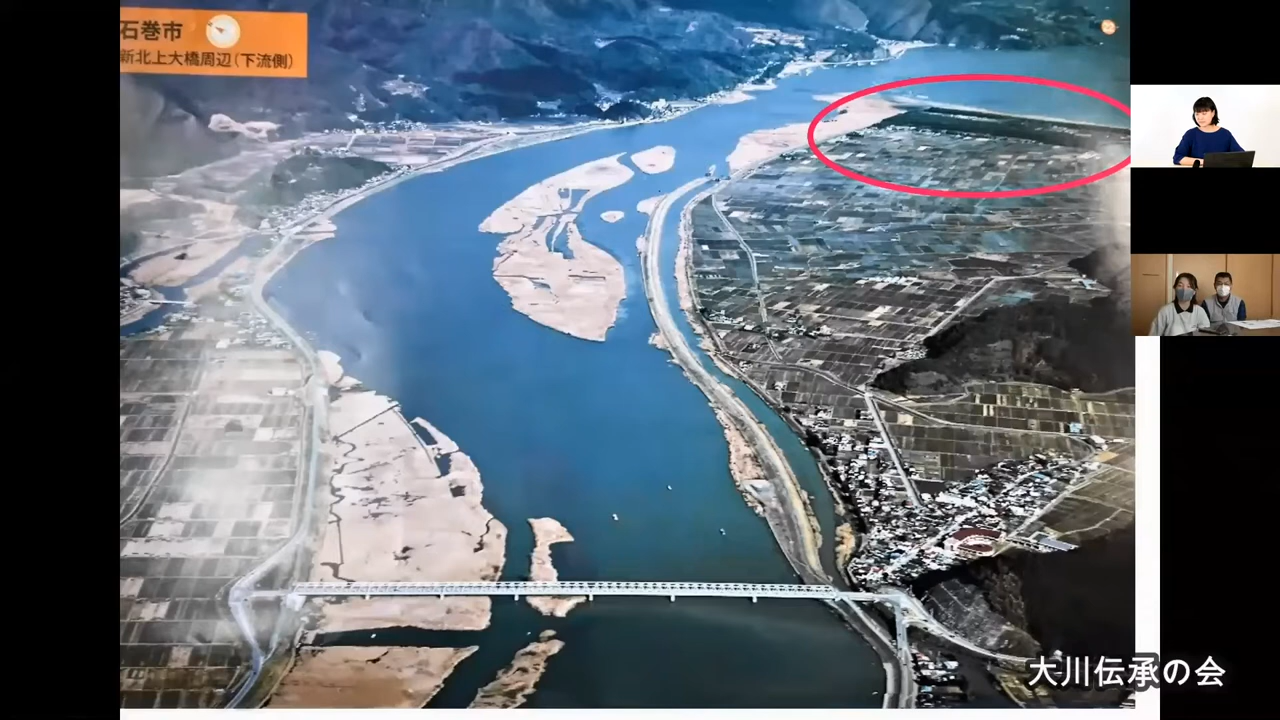 石巻市
新北上大橋周辺(下流側)
大川伝承の会